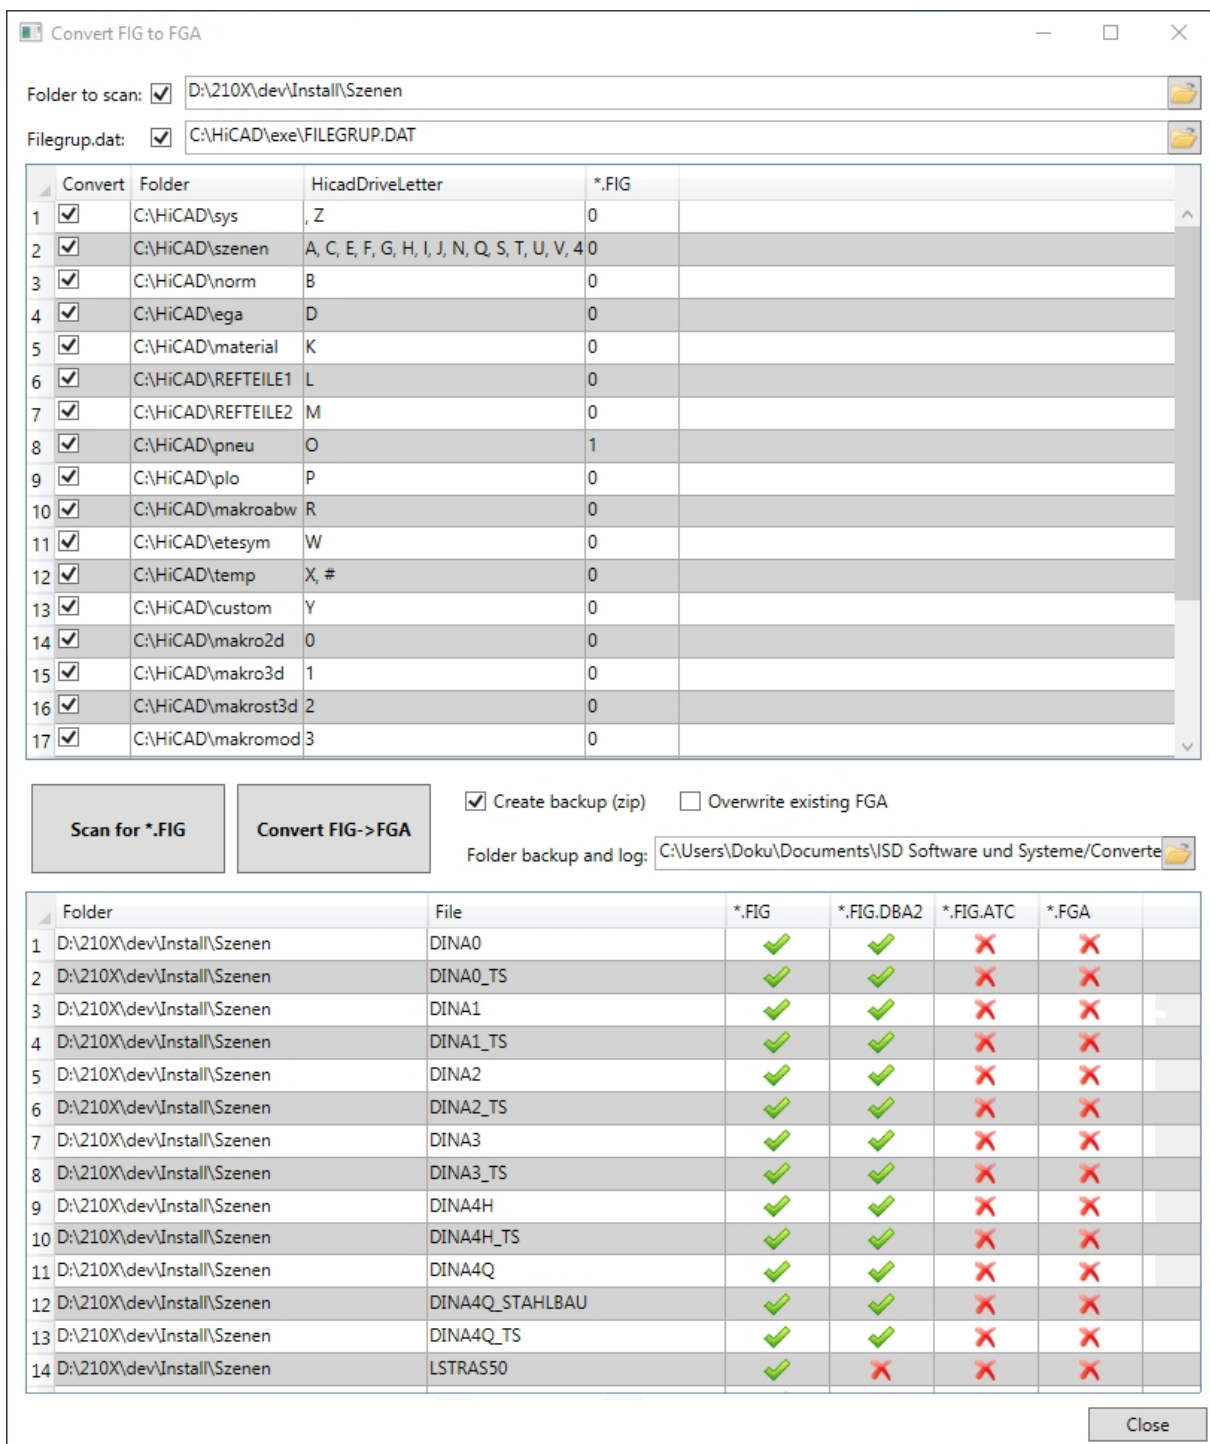 Convert FIG to FGA
Folder to scan: D:\210X\dev\Install\Szenen
Filegrup.dat: C:\HiCAD\exe\FILEGRUP.DAT
Convert Folder HicadDriveLetter *.FIG
1 C:\HiCAD\sys , Z 0
2 C:\HiCAD\szenen A, C, E, F, G, H, I, J, N, Q, S, T, U, V, 4 0
3 C:\HiCAD\norm B 0
4 C:\HiCAD\ega D 0
5 C:\HiCAD\material K 0
6 C:\HiCAD\REFTEILE1 L 0
7 C:\HiCAD\REFTEILE2 M 0
8 C:\HiCAD\pneu O 1
9 C:\HiCAD\plo P 0
10 C:\HiCAD\makroabw R 0
11 C:\HiCAD\etesym W 0
12 C:\HiCAD\temp X, # 0
13 C:\HiCAD\custom Y 0
14 C:\HiCAD\makro2d 0 0
15 C:\HiCAD\makro3d 1 0
16 C:\HiCAD\makrost3d 2 0
17 C:\HiCAD\makromod 3 0
Scan for *.FIG Convert FIG->FGA Create backup (zip) Overwrite existing FGA
Folder backup and log: C:\Users\Doku\Documents\ISD Software und Systeme/Converte
Folder File *.FIG *.FIG.DBA2 *.FIG.ATC *.FGA
1 D:\210X\dev\Install\Szenen DINA0
2 D:\210X\dev\Install\Szenen DINA0_TS
3 D:\210X\dev\Install\Szenen DINA1
4 D:\210X\dev\Install\Szenen DINA1_TS
5 D:\210X\dev\Install\Szenen DINA2
6 D:\210X\dev\Install\Szenen DINA2_TS
7 D:\210X\dev\Install\Szenen DINA3
8 D:\210X\dev\Install\Szenen DINA3_TS
9 D:\210X\dev\Install\Szenen DINA4H
10 D:\210X\dev\Install\Szenen DINA4H_TS
11 D:\210X\dev\Install\Szenen DINA4Q
12 D:\210X\dev\Install\Szenen DINA4Q_STAHLBAU
13 D:\210X\dev\Install\Szenen DINA4Q_TS
14 D:\210X\dev\Install\Szenen LSTRAS50
Close